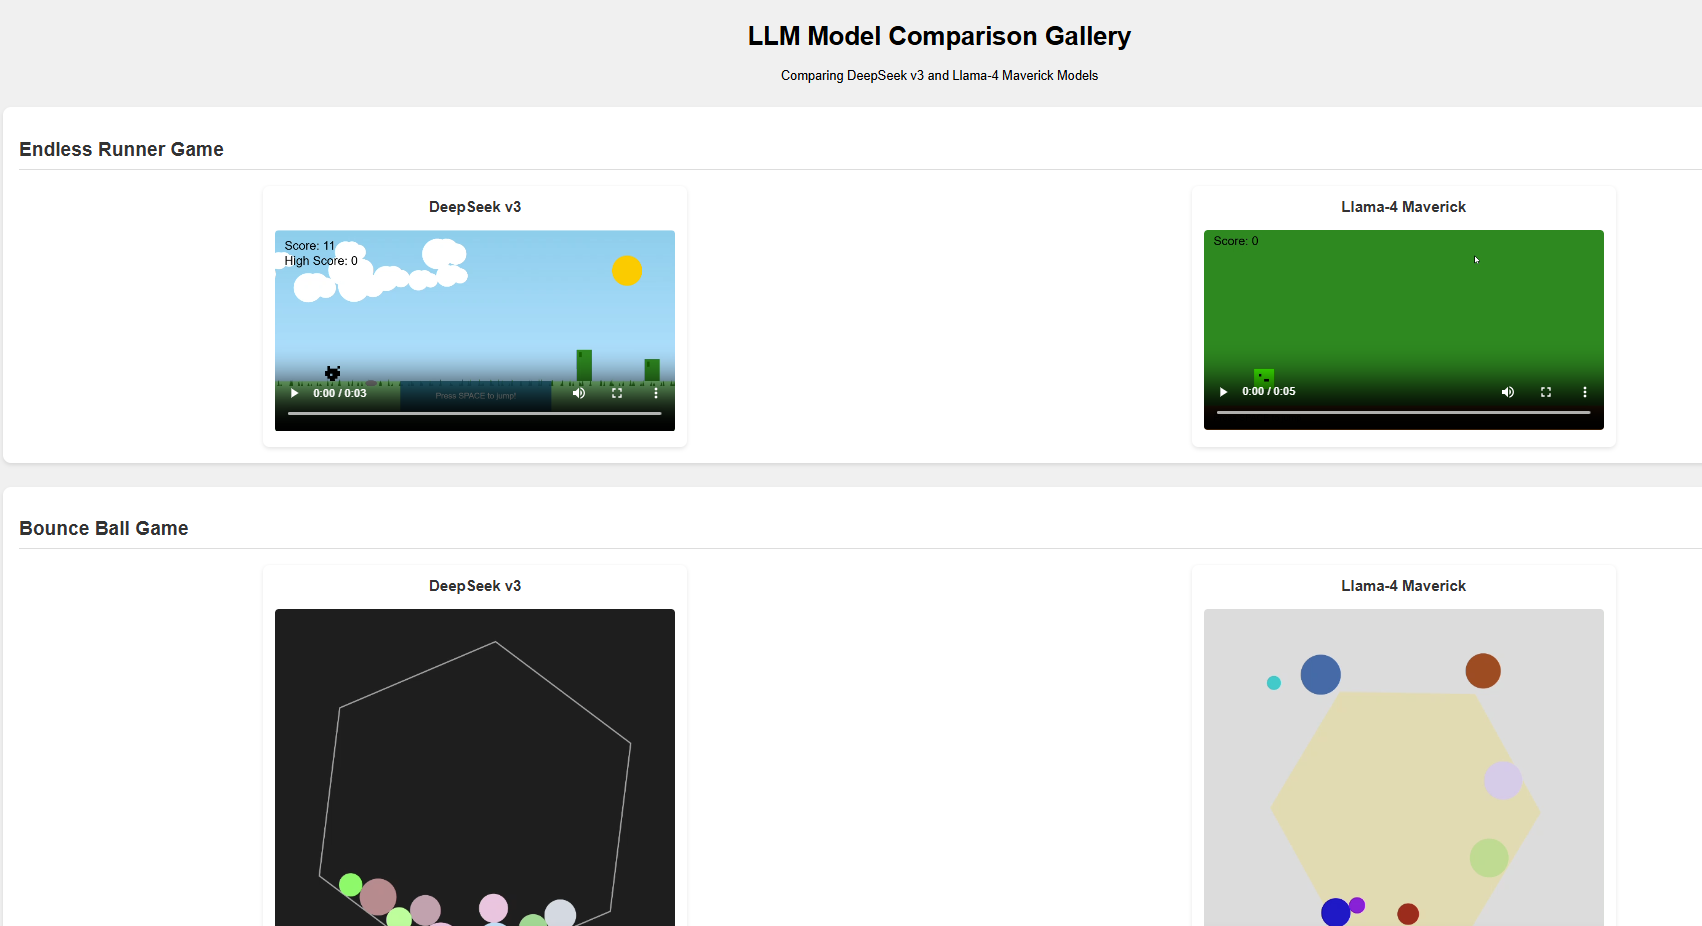 LLM Model Comparison Gallery
Comparing DeepSeek v3 and Llama-4 Maverick Models
Endless Runner Game
DeepSeek v3
Llama-4 Maverick
Score: 11
High Score: 0
Score: 0
Press SPACE to jump!
0:00 / 0:03
0:00 / 0:05
Bounce Ball Game
DeepSeek v3
Llama-4 Maverick